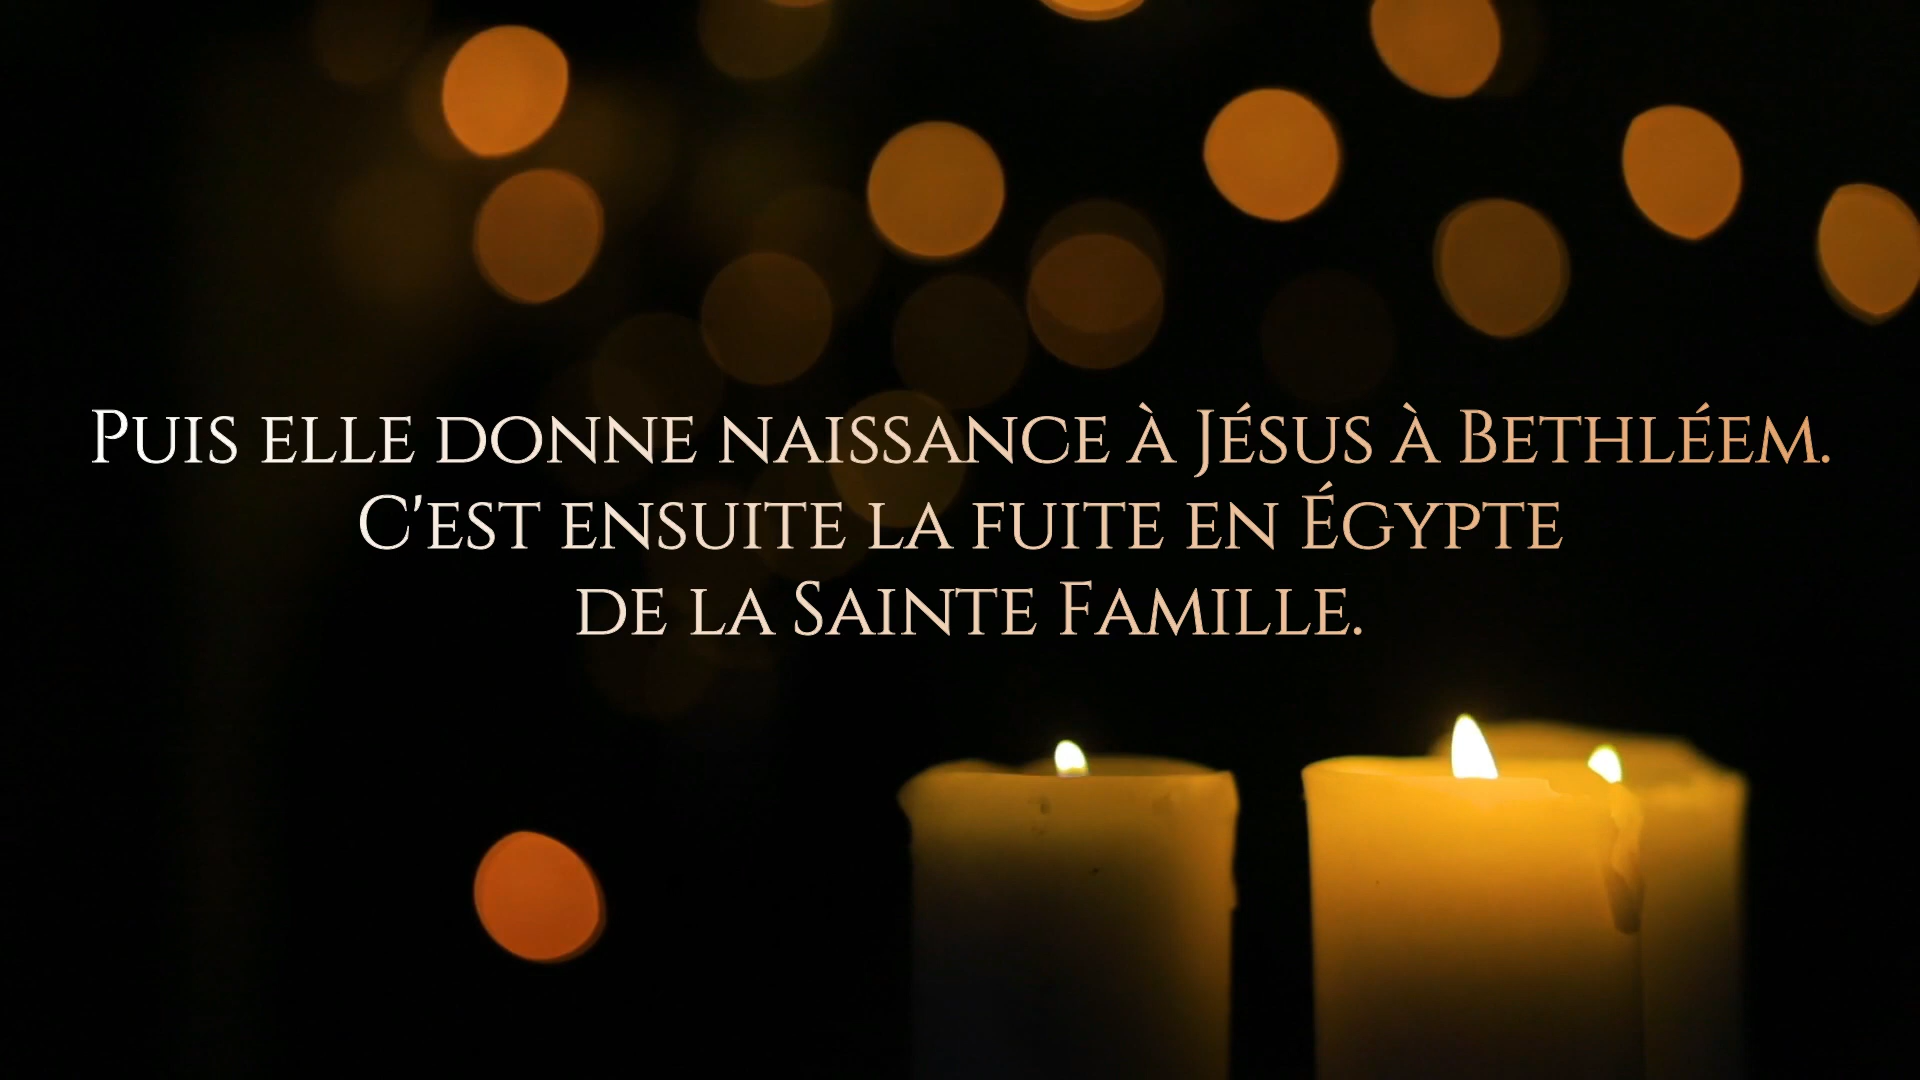 Puis elle donne naissance à Jésus à Bethléem.
C'est ensuite la fuite en Égypte
de la Sainte Famille.